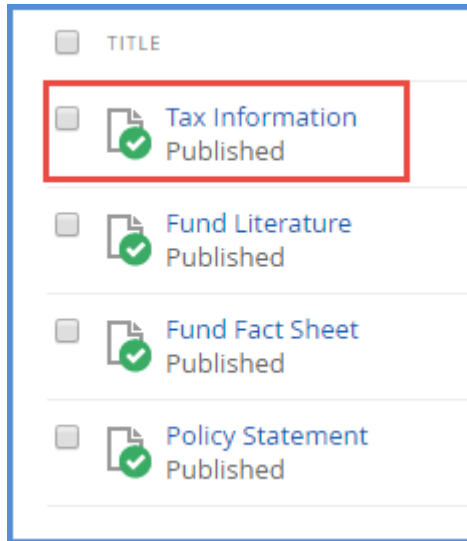 TITLE
Tax Information
Published
Fund Literature
Published
Fund Fact Sheet
Published
Policy Statement
Published